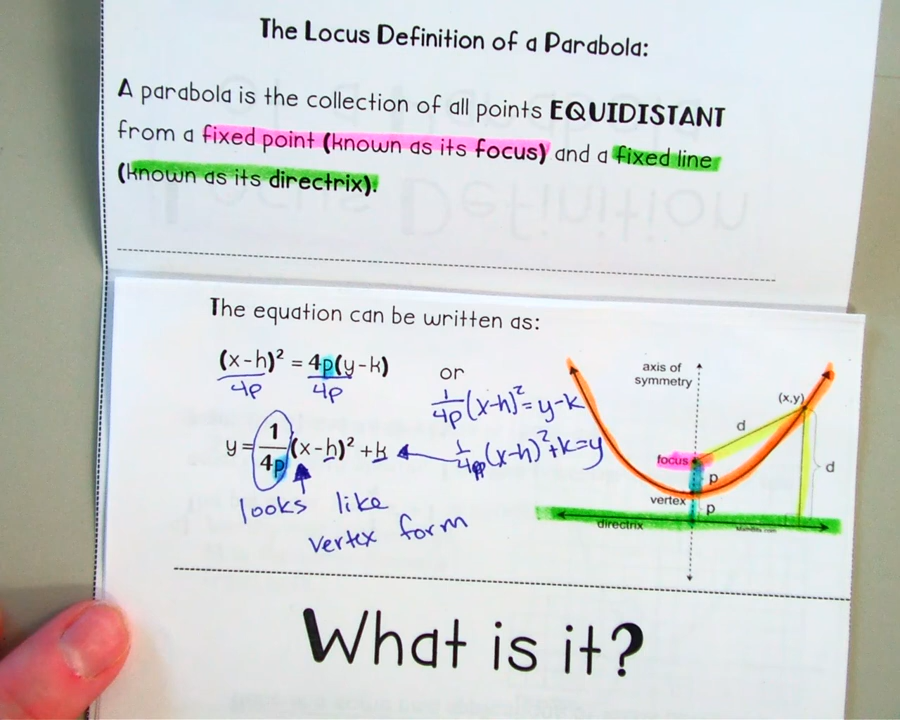 The Locus Definition of a Parabola:
A parabola is the collection of all points EQUIDISTANT
from a fixed point (known as its focus) and a fixed line
(known as its directrix).
The equation can be written as:
(x-h)² = 4p(y-k)
4p 4p
or
1/4p (x-h)² = y-k
y = 1/4p (x-h)² + k
1/4p (x-h)² + k = y
looks like
vertex form
axis of
symmetry
(x,y)
d
focus
p
d
vertex
p
directrix
What is it?